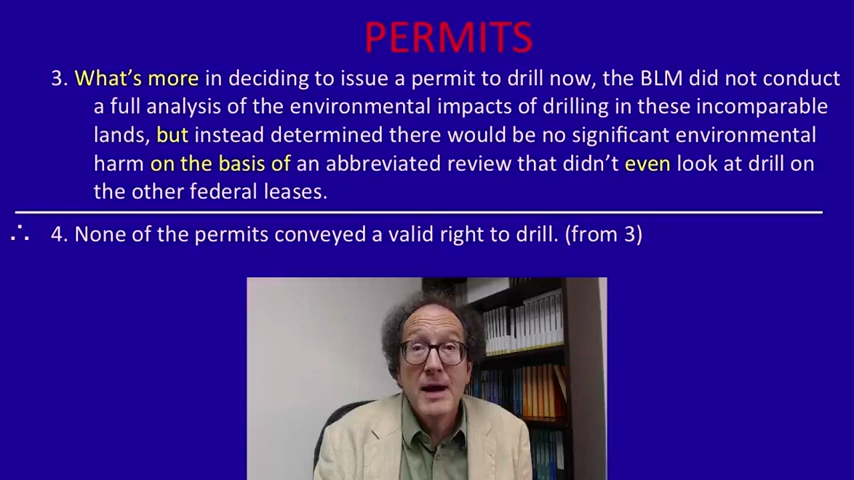 PERMITS
3. What's more in deciding to issue a permit to drill now, the BLM did not conduct
a full analysis of the environmental impacts of drilling in these incomparable
lands, but instead determined there would be no significant environmental
harm on the basis of an abbreviated review that didn't even look at drill on
the other federal leases.
∴ 4. None of the permits conveyed a valid right to drill. (from 3)